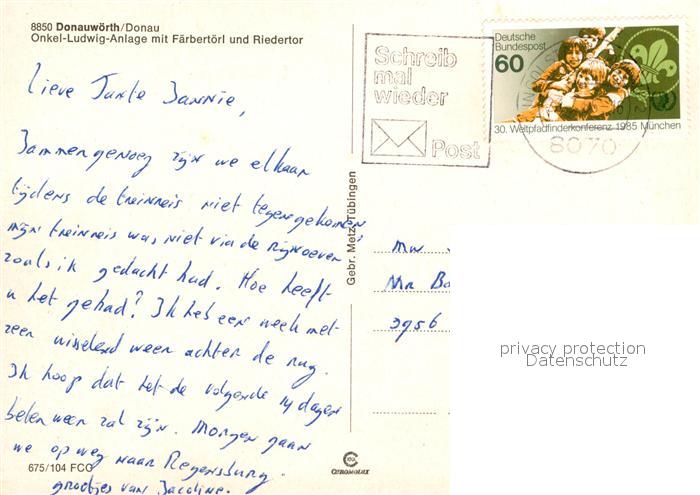 8850 Donauwörth/Donau
Onkel-Ludwig-Anlage mit Färbertörl und Riedertor
Lieve Tante Jannie,
Jammergenoeg zijn we elkaar
tijdens de treinreis niet tegengekomen,
mijn treinreis was niet via de rijnoever
zoals ik gedacht had. Hoe heeft
u het gehad? Ik heb een week met
zeer wisselend weer achter de rug.
Ik hoop dat het de volgende 14 dagen
beter weer zal zijn. Morgen gaan
we op weg naar Regensburg.
groetjes van Jacoline.
675/104 FCO
Gebr. Metz, Tübingen
CEKOMDEX
Schreib
mal
wieder
Post
Deutsche
Bundespost
60
30. Weltpfadfinderkonferenz 1985 München
8070
mw
Mr Bo
3956
privacy protection
Datenschutz